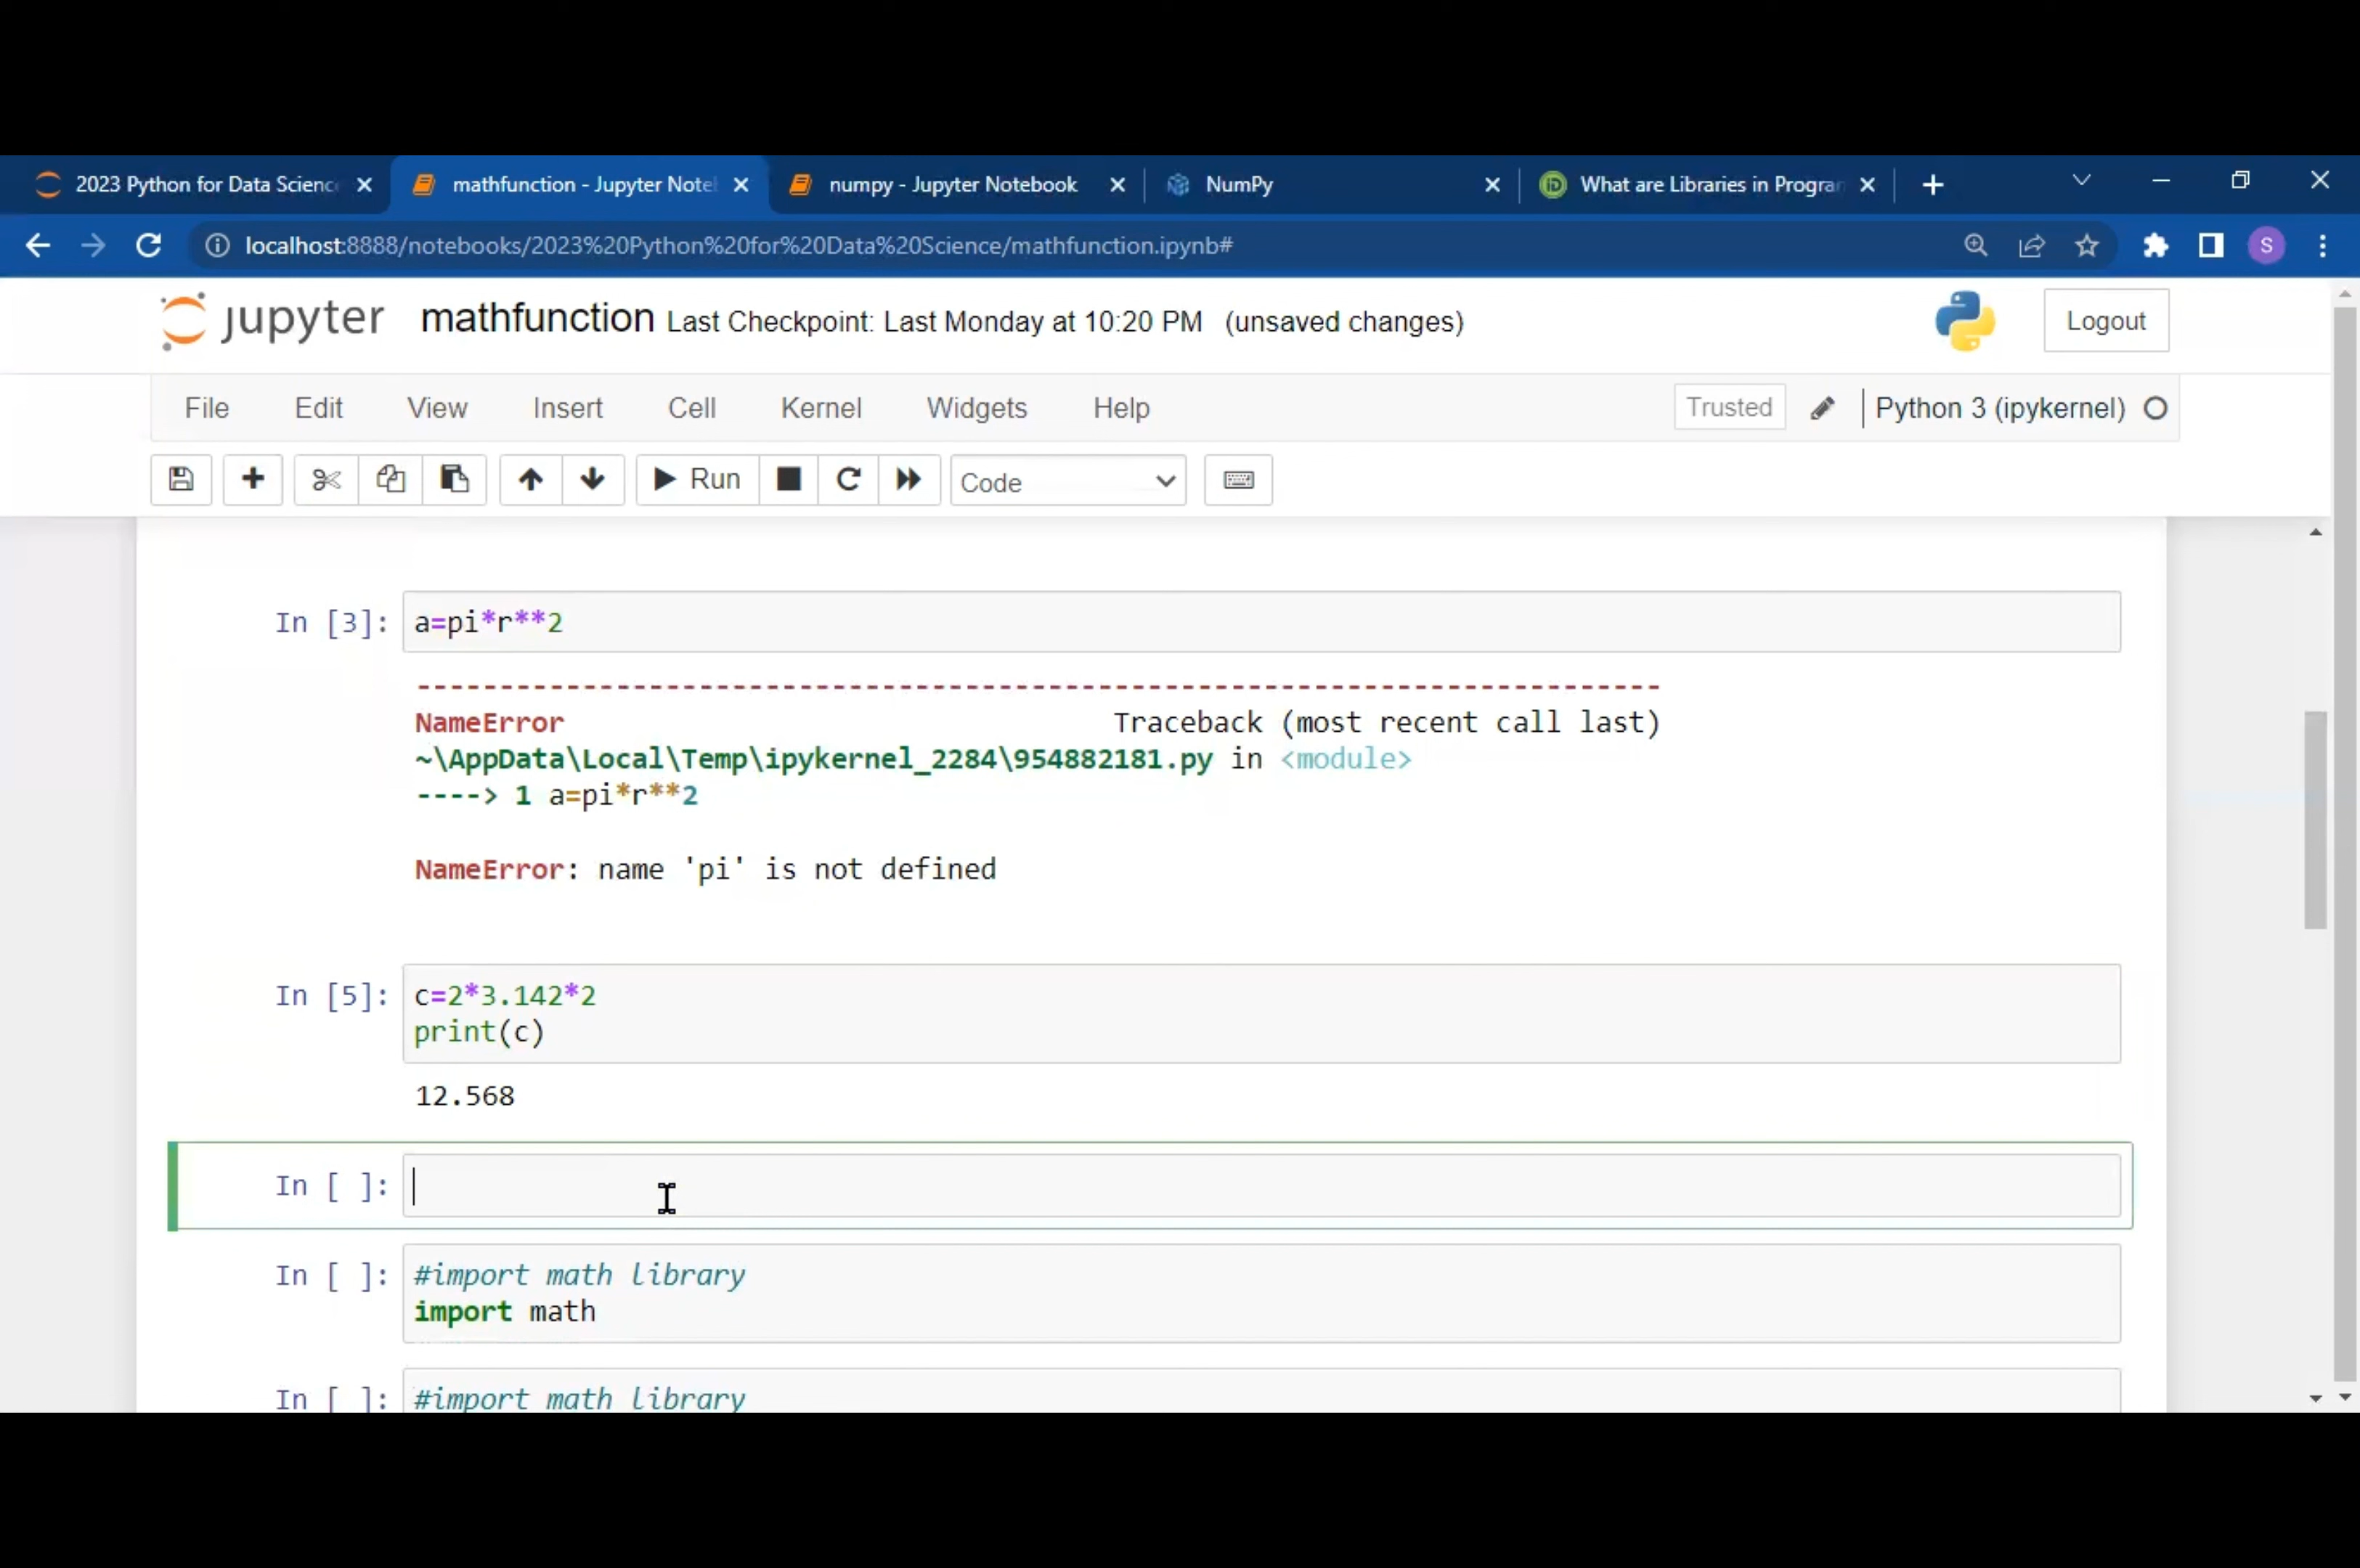 2023 Python for Data Scienc
mathfunction - Jupyter Note
numpy - Jupyter Notebook
NumPy
What are Libraries in Progra
localhost:8888/notebooks/2023%20Python%20for%20Data%20Science/mathfunction.ipynb#
S
jupyter mathfunction Last Checkpoint: Last Monday at 10:20 PM (unsaved changes)
Logout
File Edit View Insert Cell Kernel Widgets Help
Trusted
Python 3 (ipykernel)
Run
Code
In [3]: a=pi*r**2
---------------------------------------------------------------------------
NameError Traceback (most recent call last)
~\AppData\Local\Temp\ipykernel_2284\954882181.py in <module>
----> 1 a=pi*r**2
NameError: name 'pi' is not defined
In [5]: c=2*3.142*2
print(c)
12.568
In [ ]:
In [ ]: #import math library
import math
In [ ]: #import math library